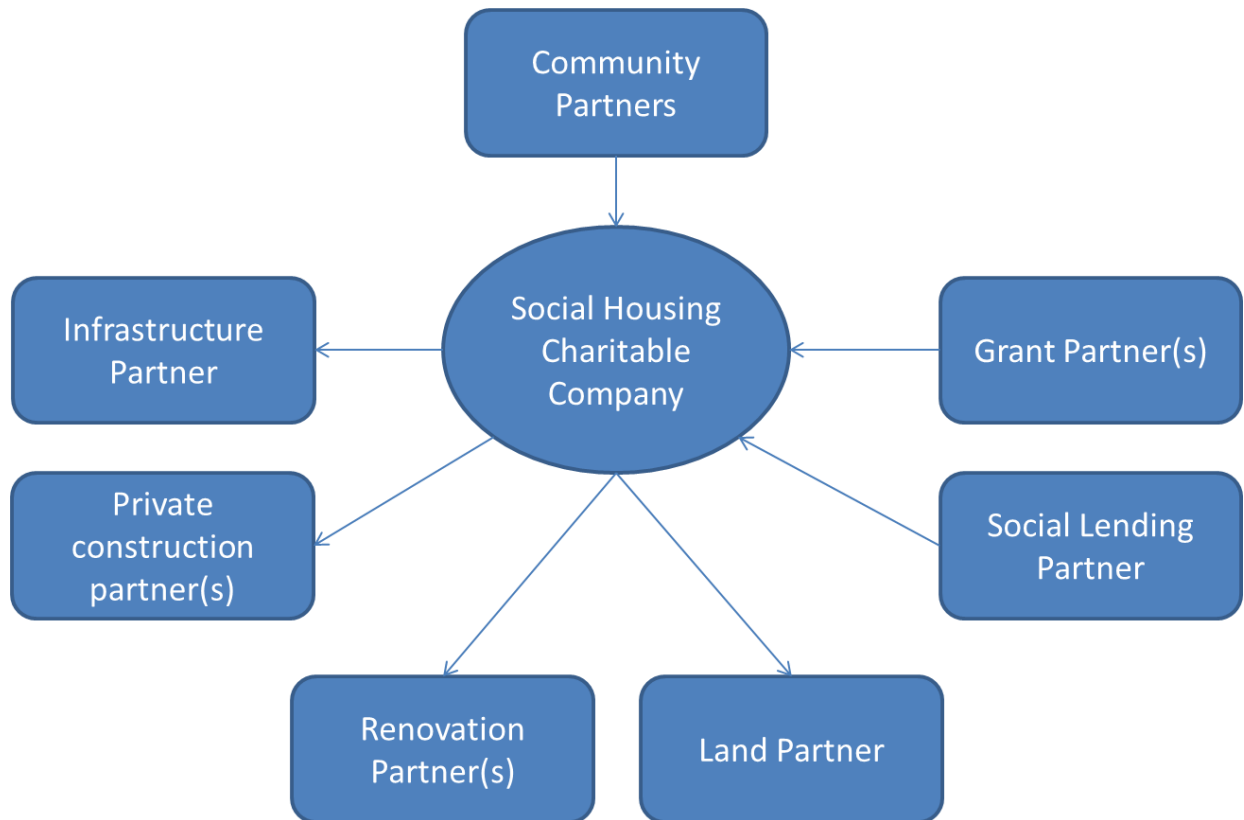 Community
Partners
Social Housing
Charitable
Company
Infrastructure
Partner
Grant Partner(s)
Private
construction
partner(s)
Social Lending
Partner
Renovation
Partner(s)
Land Partner